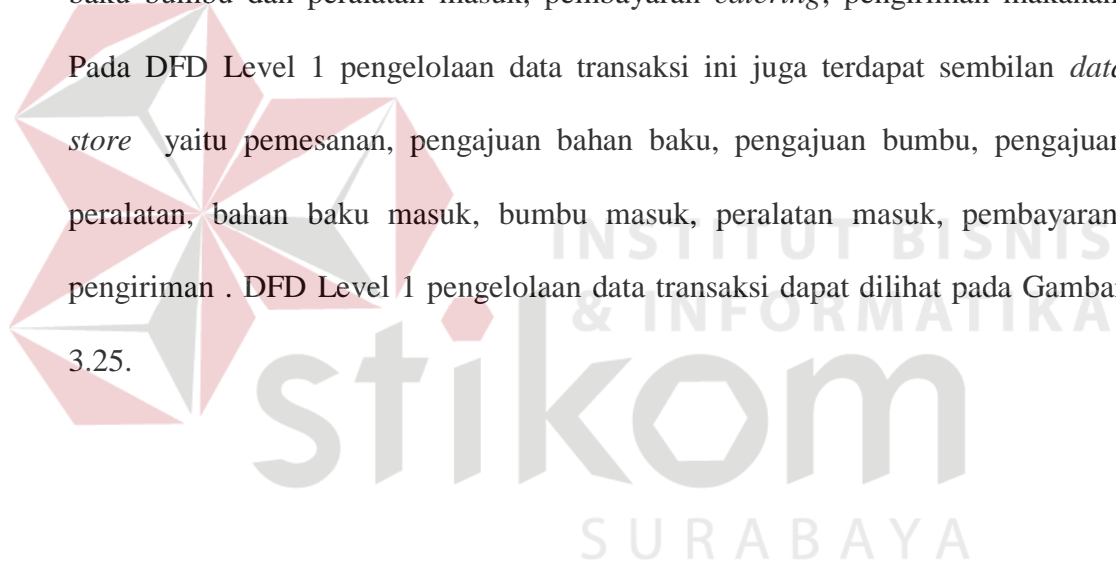 baku bumbu dan peralatan masuk, pembayaran catering, pengiriman makanan
Pada DFD Level 1 pengelolaan data transaksi ini juga terdapat sembilan data
store yaitu pemesanan, pengajuan bahan baku, pengajuan bumbu, pengajuan
peralatan, bahan baku masuk, bumbu masuk, peralatan masuk, pembayaran
pengiriman . DFD Level 1 pengelolaan data transaksi dapat dilihat pada Gambar
3.25.
INSTITUT BISNIS
& INFORMATIKA
stikom
SURABAYA